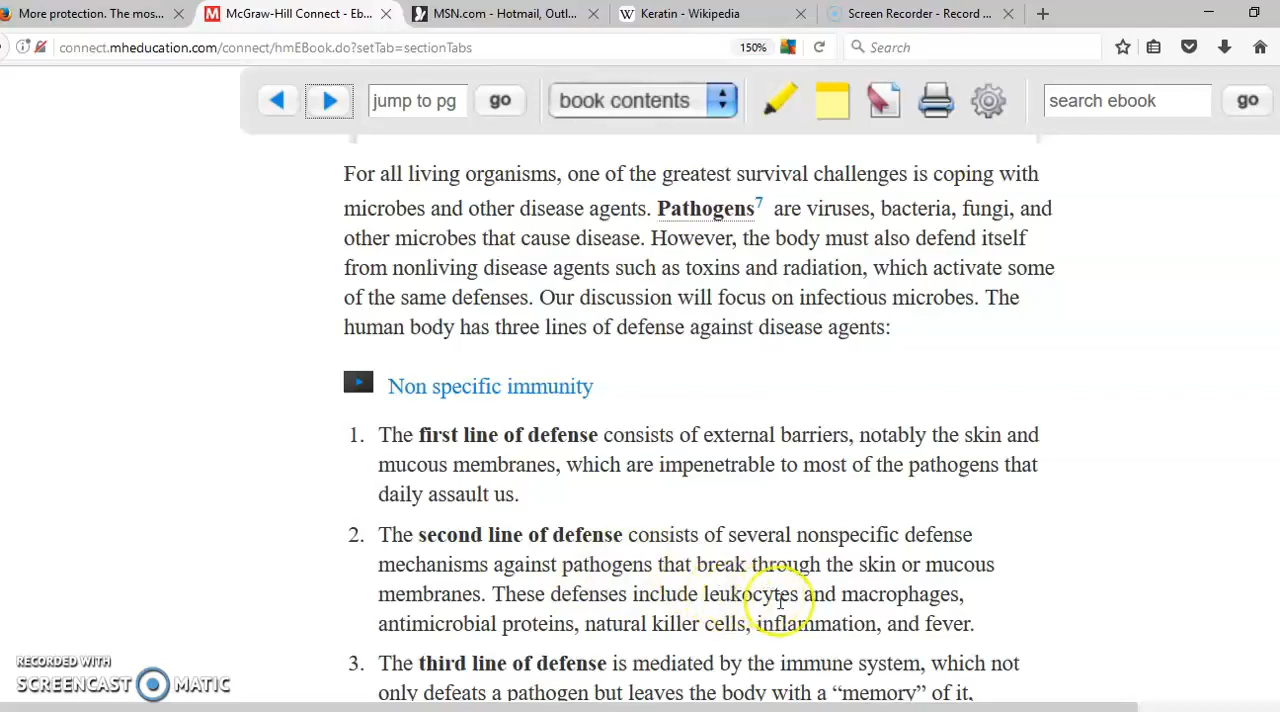 More protection. The mos...
McGraw-Hill Connect - Eb...
MSN.com - Hotmail, Outl...
Keratin - Wikipedia
Screen Recorder - Record ...
connect.mheducation.com/connect/hmEBook.do?setTab=sectionTabs
150%
Search
jump to pg
go
book contents
search ebook
go
For all living organisms, one of the greatest survival challenges is coping with
microbes and other disease agents. Pathogens7 are viruses, bacteria, fungi, and
other microbes that cause disease. However, the body must also defend itself
from nonliving disease agents such as toxins and radiation, which activate some
of the same defenses. Our discussion will focus on infectious microbes. The
human body has three lines of defense against disease agents:
Non specific immunity
1. The first line of defense consists of external barriers, notably the skin and
mucous membranes, which are impenetrable to most of the pathogens that
daily assault us.
2. The second line of defense consists of several nonspecific defense
mechanisms against pathogens that break through the skin or mucous
membranes. These defenses include leukocytes and macrophages,
antimicrobial proteins, natural killer cells, inflammation, and fever.
3. The third line of defense is mediated by the immune system, which not
only defeats a pathogen but leaves the body with a “memory” of it,
RECORDED WITH
SCREENCAST MATIC